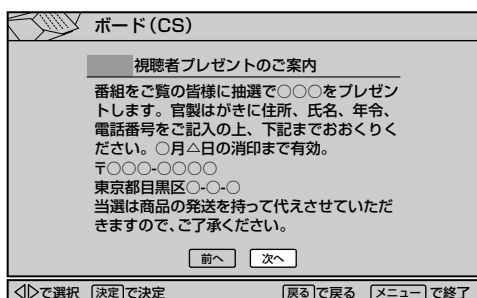 ボード（CS）
視聴者プレゼントのご案内
番組をご覧の皆様に抽選で○○○をプレゼン
トします。官製はがきに住所、氏名、年令、
電話番号をご記入の上、下記までおおくりく
ださい。○月△日の消印まで有効。
〒○○○-○○○○
東京都目黒区○-○-○
当選は商品の発送を持って代えさせていただ
きますので、ご了承ください。
前へ 次へ
◁▷で選択 決定で決定 戻るで戻る メニューで終了